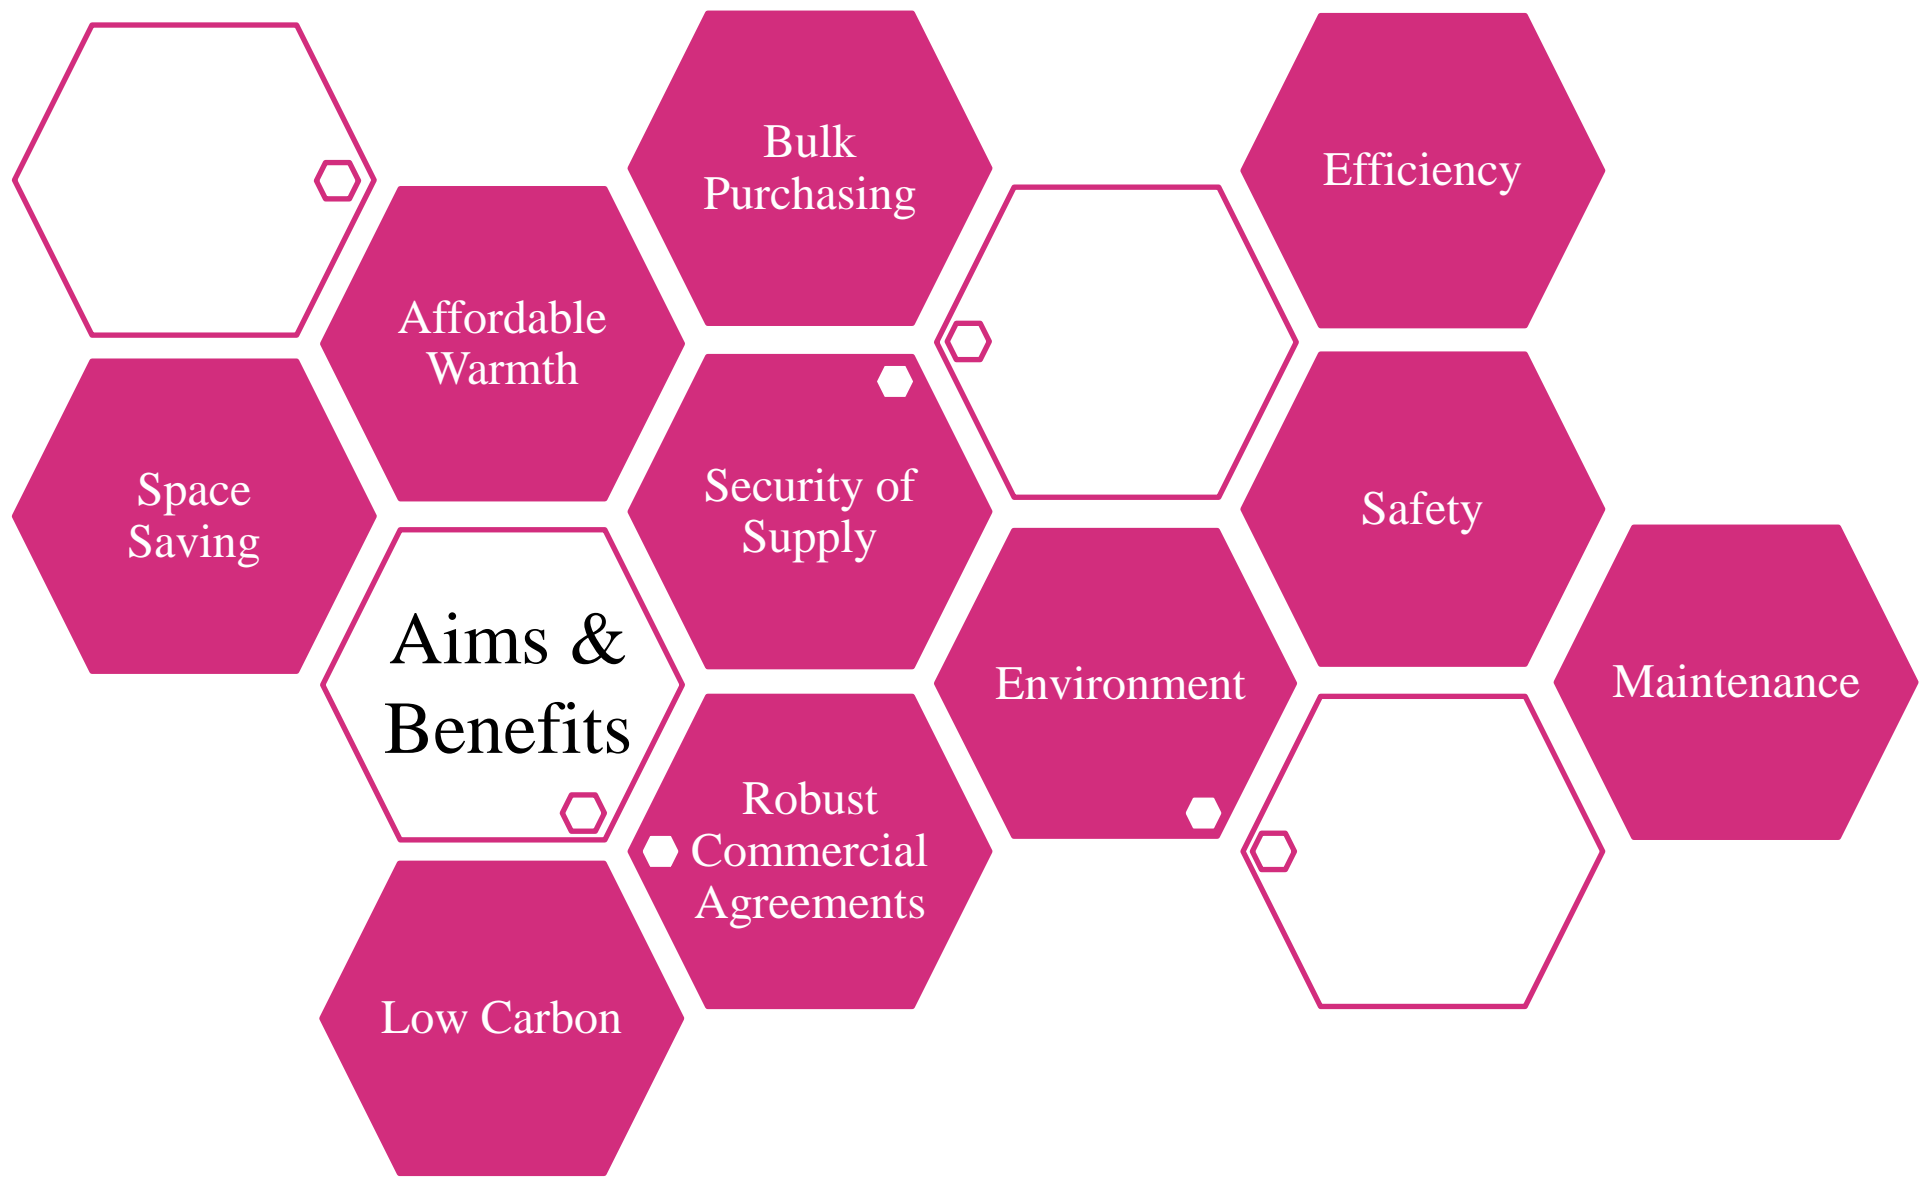 Bulk
Purchasing
Efficiency
Affordable
Warmth
Space
Saving
Security of
Supply
Safety
Aims &
Benefits
Environment
Maintenance
Robust
Commercial
Agreements
Low Carbon